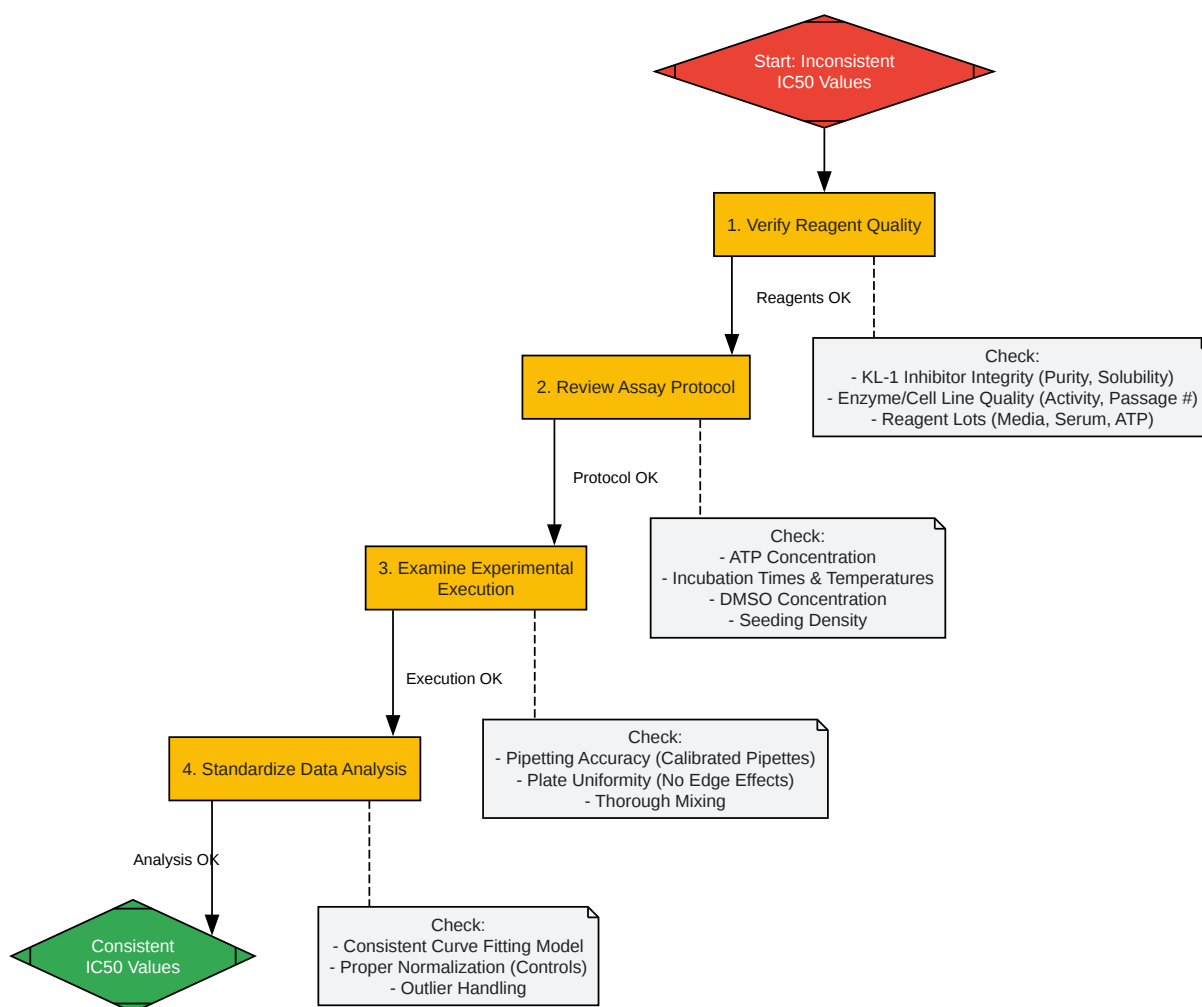 Start: Inconsistent
IC50 Values
1. Verify Reagent Quality
Reagents OK
Check:
- KL-1 Inhibitor Integrity (Purity, Solubility)
- Enzyme/Cell Line Quality (Activity, Passage #)
- Reagent Lots (Media, Serum, ATP)
2. Review Assay Protocol
Protocol OK
Check:
- ATP Concentration
- Incubation Times & Temperatures
- DMSO Concentration
- Seeding Density
3. Examine Experimental
Execution
Execution OK
Check:
- Pipetting Accuracy (Calibrated Pipettes)
- Plate Uniformity (No Edge Effects)
- Thorough Mixing
4. Standardize Data Analysis
Analysis OK
Check:
- Consistent Curve Fitting Model
- Proper Normalization (Controls)
- Outlier Handling
Consistent
IC50 Values